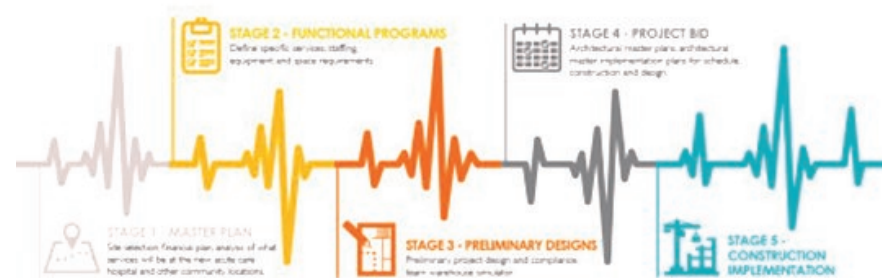 STAGE 2 - FUNCTIONAL PROGRAMS
Define specific services, staffing,
equipment and space requirements
STAGE 4 - PROJECT BID
Architectural master plans, architectural
master implementation plans for schedule,
construction and design.
STAGE 1 - MASTER PLAN
Site selection, financial plan, analysis of what
services will be at the new acute care
hospital and other community locations.
STAGE 3 - PRELIMINARY DESIGNS
Preliminary project design and compliance
team warehouse simulator
STAGE 5 -
CONSTRUCTION
IMPLEMENTATION